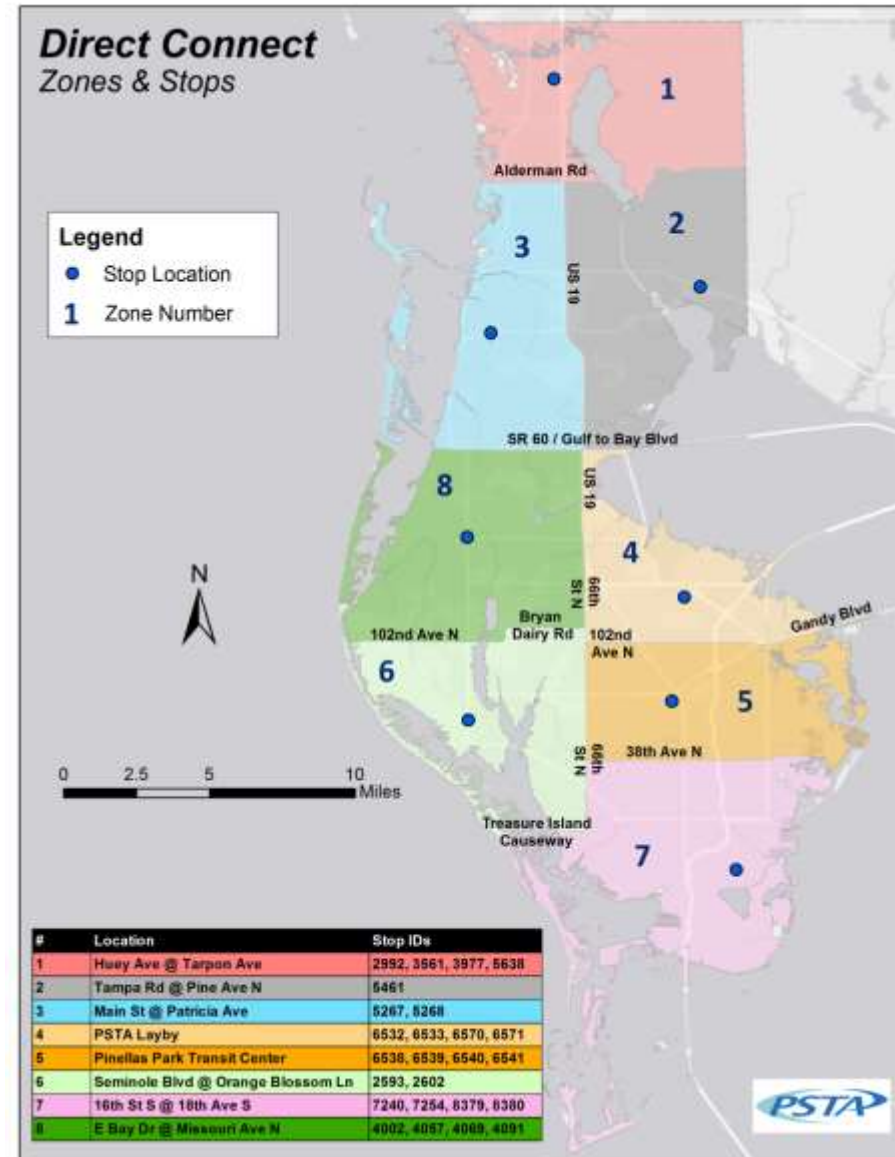 Direct Connect
Zones & Stops
1
Alderman Rd
2
Legend
Stop Location
1 Zone Number
3
US 19
SR 60 / Gulf to Bay Blvd
8
US 19
4
N
66th
St N
Bryan
Dairy Rd
Gandy Blvd
102nd Ave N
102nd
Ave N
6
5
66th
St N
38th Ave N
0 2.5 5 10
Miles
Treasure Island
Causeway
7
# Location Stop IDs
1 Huey Ave @ Tarpon Ave 2992, 3561, 3977, 5638
2 Tampa Rd @ Pine Ave N 5461
3 Main St @ Patricia Ave 5267, 5268
4 PSTA Layby 6532, 6533, 6570, 6571
5 Pinellas Park Transit Center 6538, 6539, 6540, 6541
6 Seminole Blvd @ Orange Blossom Ln 2593, 2602
7 16th St S @ 18th Ave S 7240, 7254, 8379, 8380
8 E Bay Dr @ Missouri Ave N 4002, 4057, 4069, 4091
PSTA